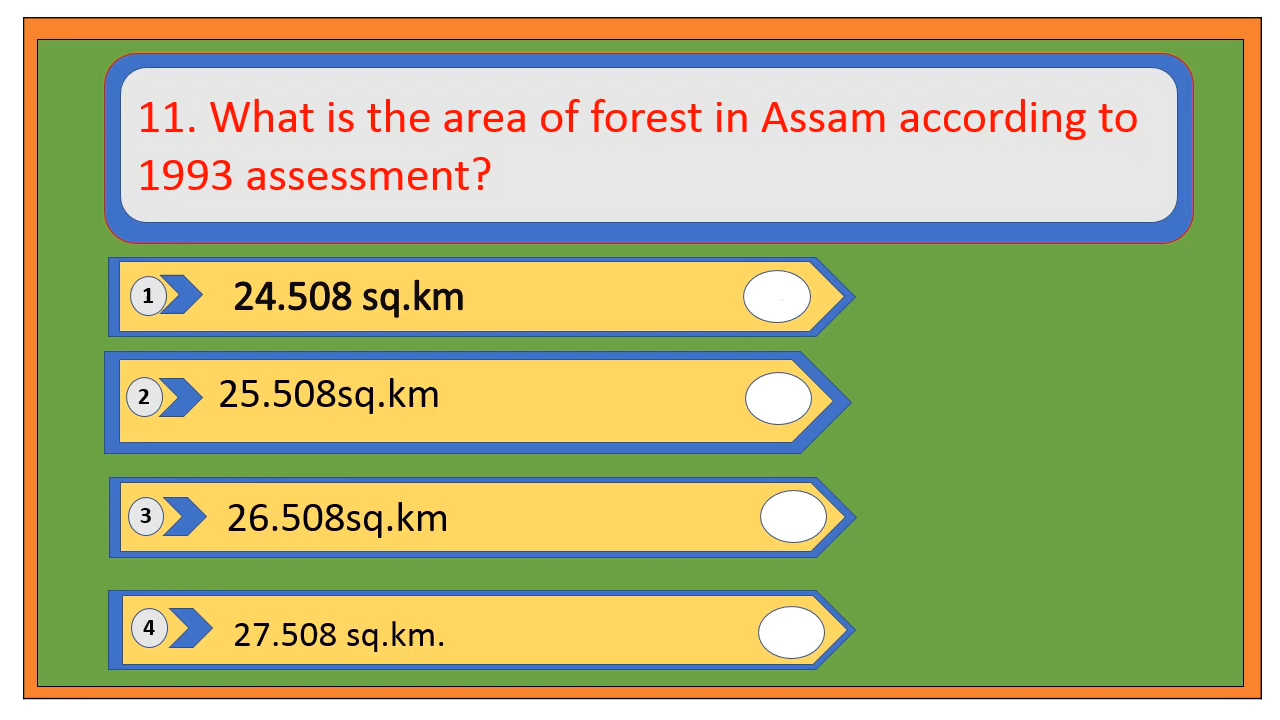 11. What is the area of forest in Assam according to
1993 assessment?
1 24.508 sq.km
2 25.508sq.km
3 26.508sq.km
4 27.508 sq.km.